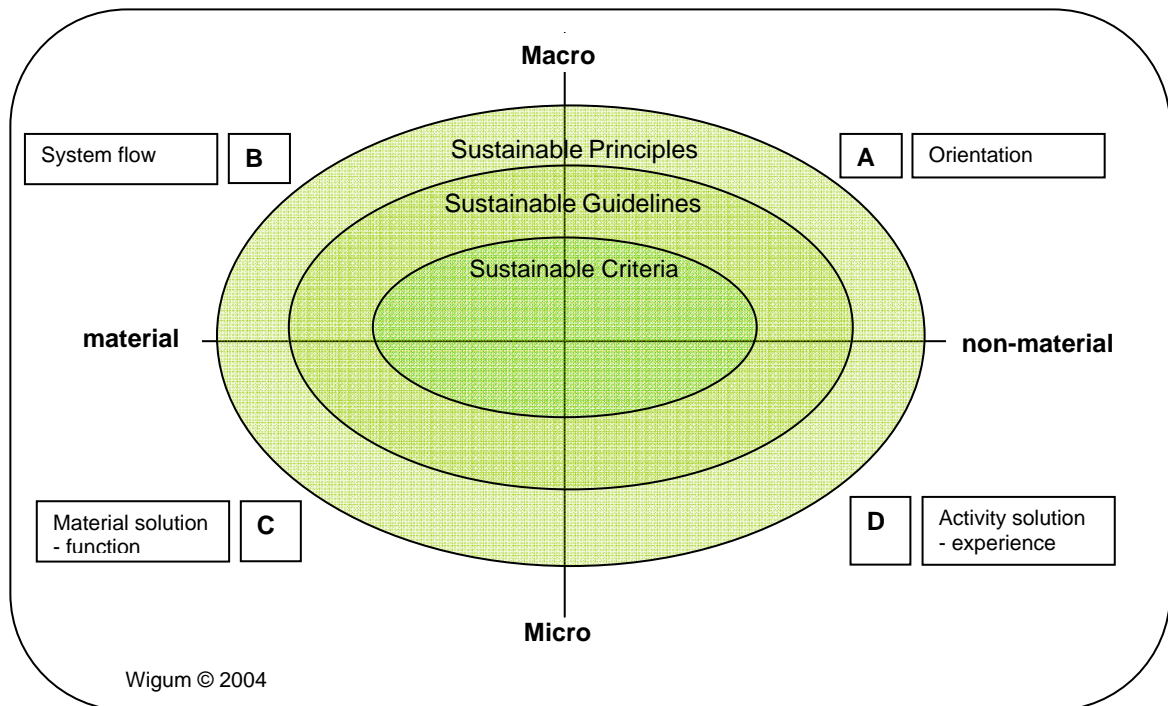 Macro
System flow
B
Sustainable Principles
A
Orientation
Sustainable Guidelines
Sustainable Criteria
material
non-material
Material solution
- function
C
D
Activity solution
- experience
Micro
Wigum © 2004